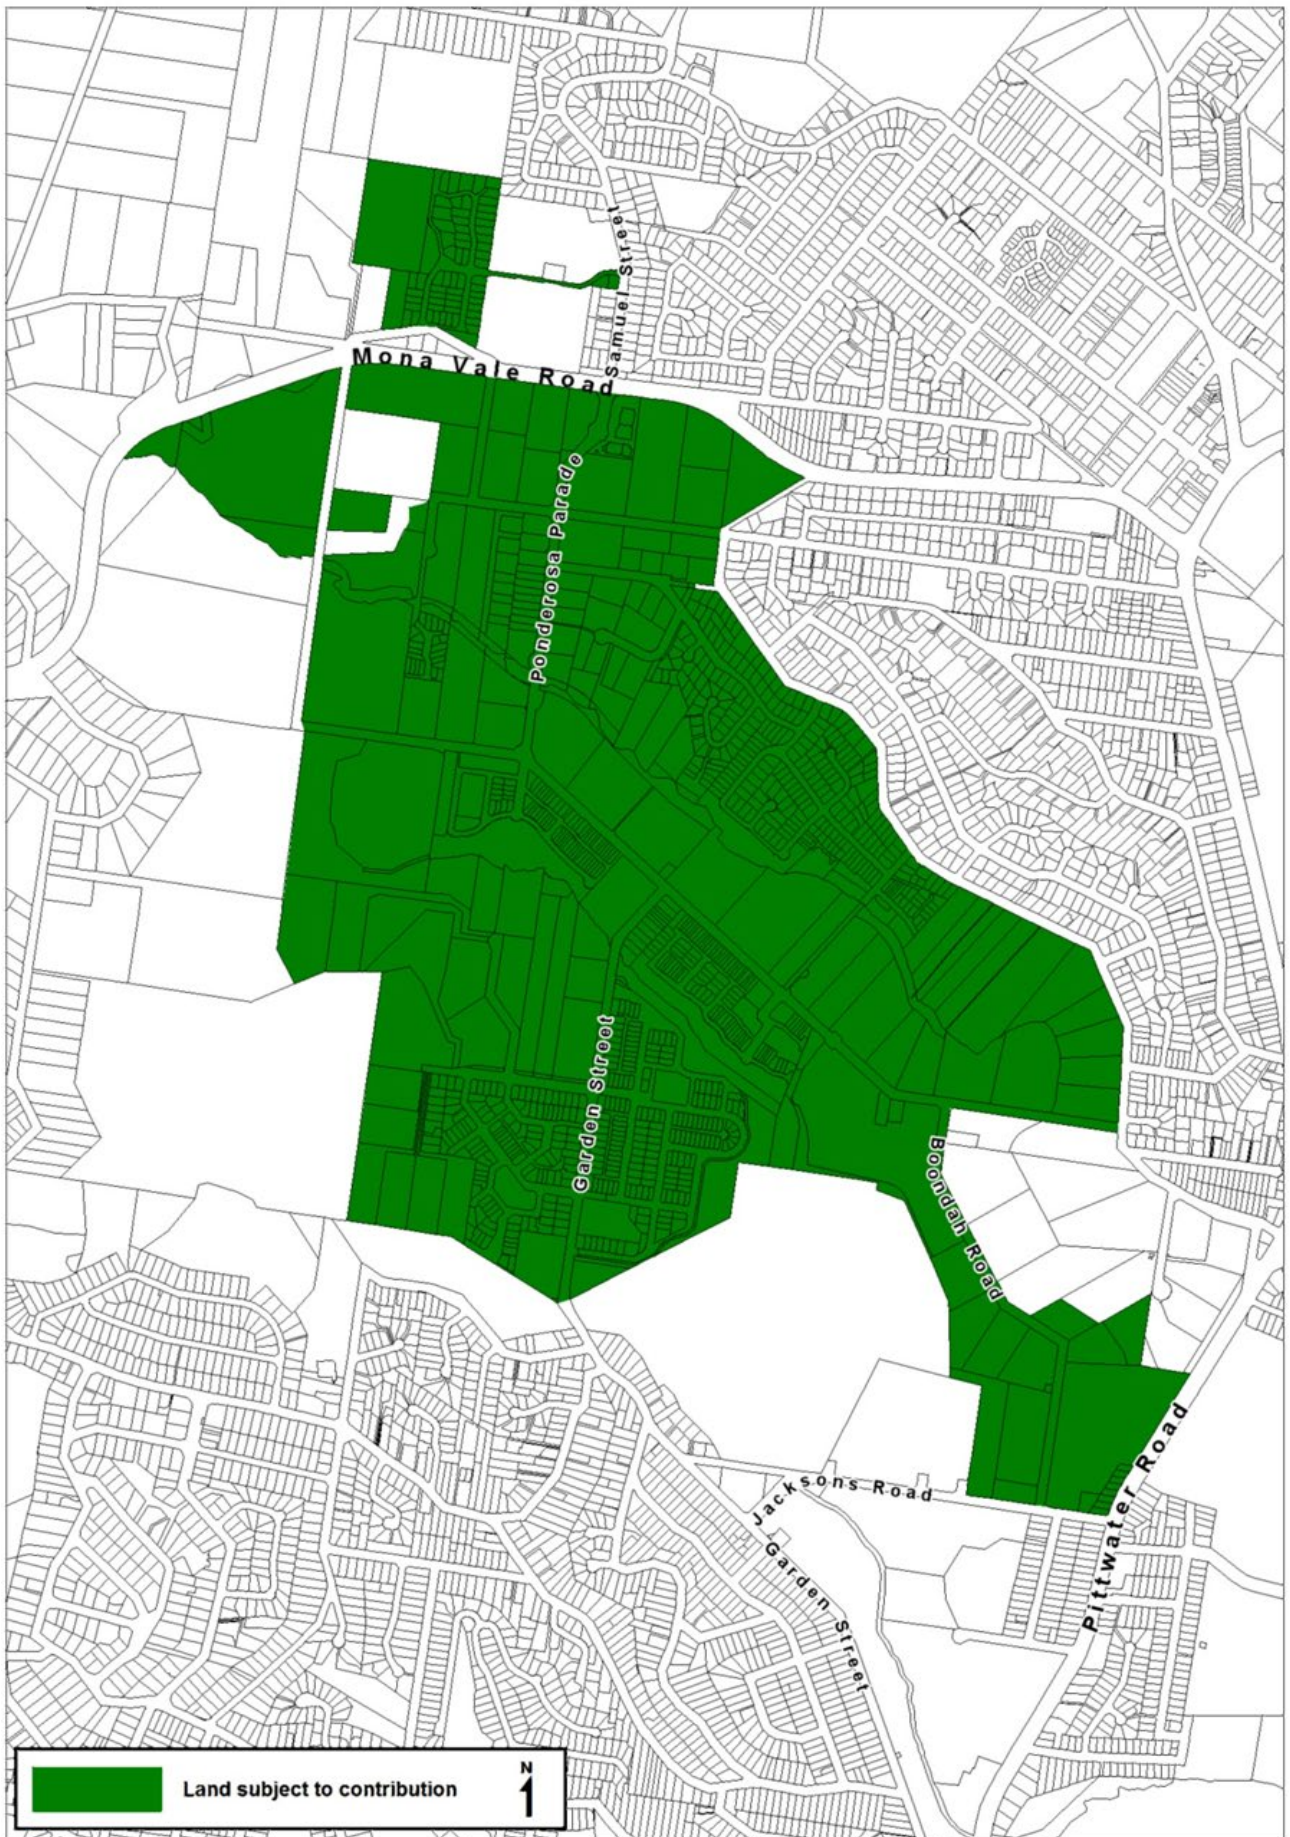 Samuel Street
Mona Vale Road
Ponderosa Parade
Garden Street
Boondah Road
Pittwater Road
Jacksons Road
Garden Street
Land subject to contribution
N